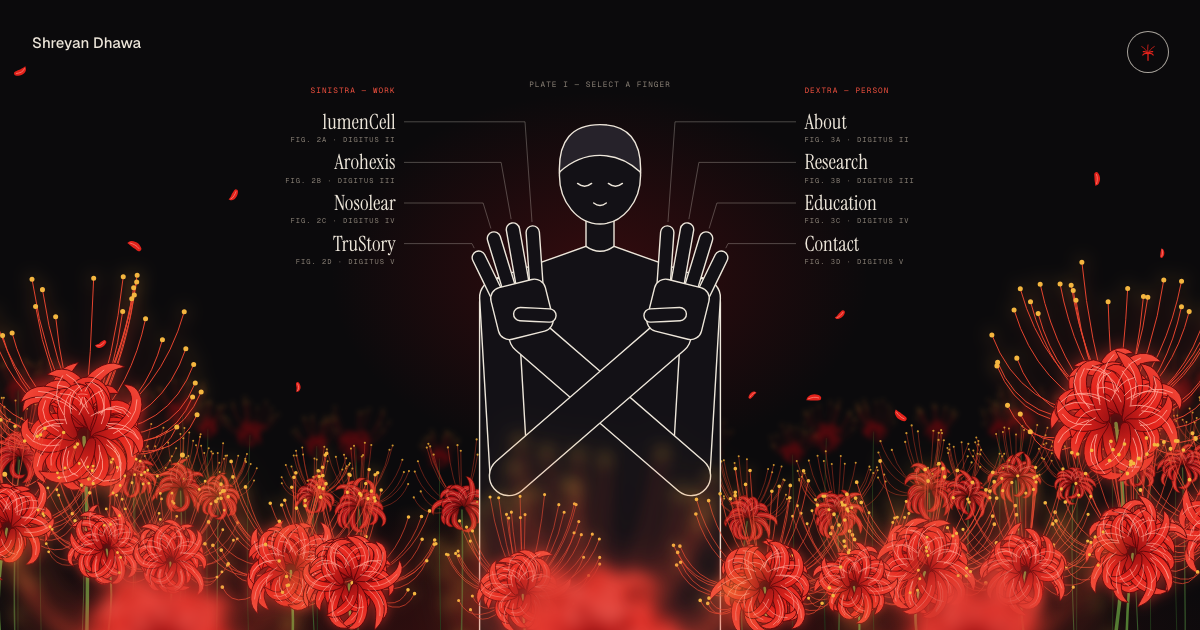 Shreyan Dhawa
PLATE I — SELECT A FINGER
SINISTRA — WORK
lumenCell
FIG. 2A · DIGITUS II
Arohexis
FIG. 2B · DIGITUS III
Nosolear
FIG. 2C · DIGITUS IV
TruStory
FIG. 2D · DIGITUS V
DEXTRA — PERSON
About
FIG. 3A · DIGITUS II
Research
FIG. 3B · DIGITUS III
Education
FIG. 3C · DIGITUS IV
Contact
FIG. 3D · DIGITUS V